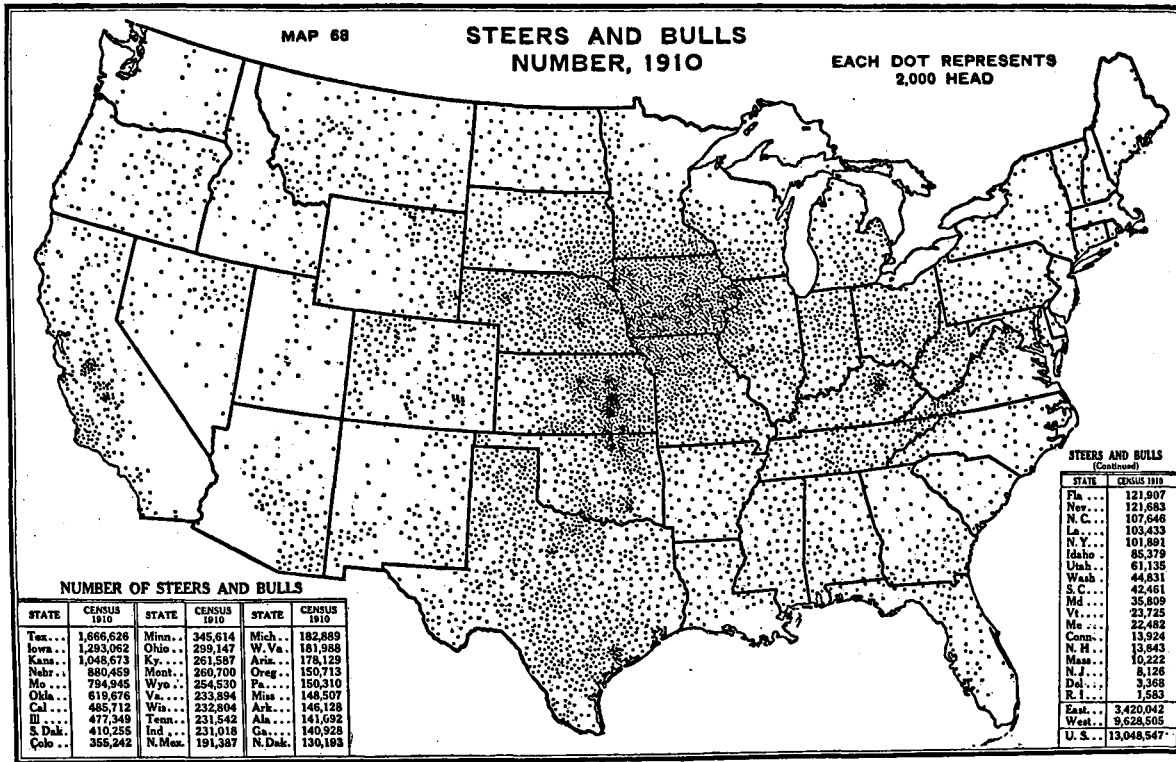 MAP 68
STEERS AND BULLS
NUMBER, 1910
EACH DOT REPRESENTS
2,000 HEAD
NUMBER OF STEERS AND BULLS
STATE CENSUS 1910 STATE CENSUS 1910 STATE CENSUS 1910
Tex... 1,666,626 Minn.. 345,614 Mich.. 182,889
Iowa.. 1,293,062 Ohio.. 299,147 W. Va.. 181,988
Kans.. 1,048,673 Ky.... 261,587 Ariz... 178,129
Nebr.. 880,459 Mont.. 260,700 Oreg.. 150,713
Mo... 794,945 Wyo.. 254,530 Pa.... 150,310
Okla.. 619,676 Va.... 233,894 Miss.. 148,507
Cal... 485,712 Wis... 232,804 Ark... 146,128
Ill.... 477,349 Tenn.. 231,542 Ala... 141,692
S. Dak. 410,255 Ind... 231,018 Ga.... 140,928
Colo.. 355,242 N. Mex. 191,387 N. Dak. 130,193
STEERS AND BULLS
(Continued)
STATE CENSUS 1910
Fla... 121,907
Nev... 121,683
N. C... 107,646
La... 103,433
N. Y... 101,891
Idaho.. 85,379
Utah.. 61,135
Wash.. 44,831
S. C... 42,461
Md... 35,809
Vt.... 23,725
Me... 22,482
Conn.. 13,924
N. H.. 13,843
Mass.. 10,222
N. J... 8,126
Del... 3,368
R. I... 1,583
East... 3,420,042
West.. 9,628,505
U. S... 13,048,547